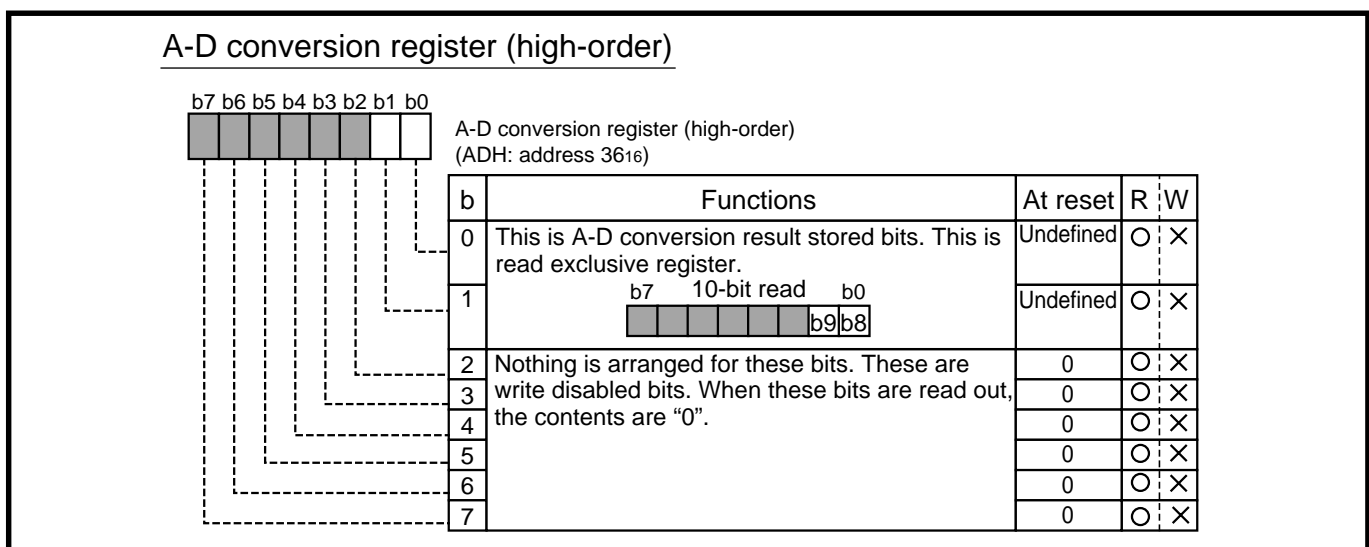 A-D conversion register (high-order)
b7 b6 b5 b4 b3 b2 b1 b0
A-D conversion register (high-order)
(ADH: address 3616)
b Functions At reset R W
0 This is A-D conversion result stored bits. This is Undefined ○ ×
read exclusive register.
b7 10-bit read b0
1 Undefined ○ ×
b9 b8
2 Nothing is arranged for these bits. These are 0 ○ ×
3 write disabled bits. When these bits are read out, 0 ○ ×
4 the contents are “0”. 0 ○ ×
5 0 ○ ×
6 0 ○ ×
7 0 ○ ×